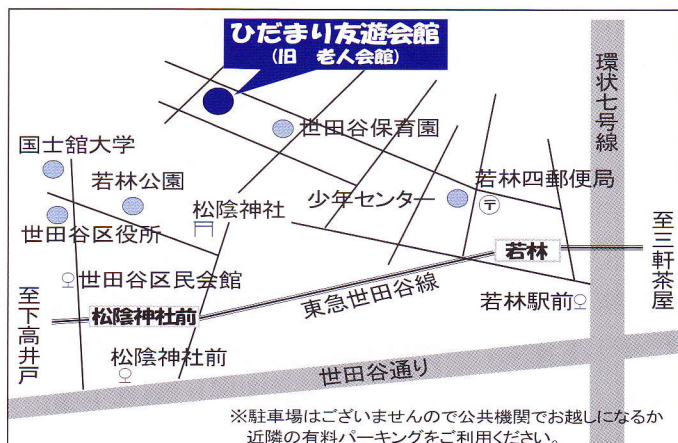 ひだまり友遊会館
(旧 老人会館)
環状七号線
世田谷保育園
国士舘大学
若林公園
松陰神社
少年センター
若林四郵便局
〒
世田谷区役所
若林
至三軒茶屋
世田谷区民会館
東急世田谷線
若林駅前
至下高井戸
松陰神社前
松陰神社前
世田谷通り
※駐車場はございませんので公共機関でお越しになるか
近隣の有料パーキングをご利用ください。